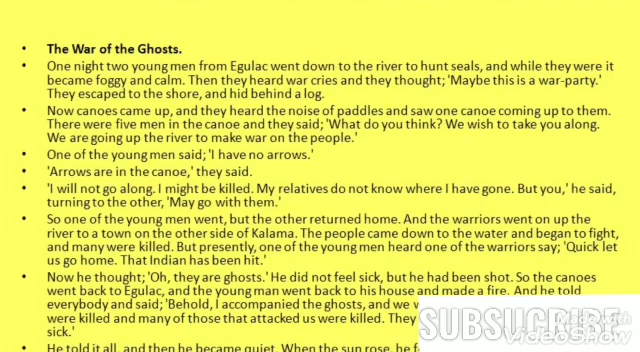 • The War of the Ghosts.
• One night two young men from Egulac went down to the river to hunt seals, and while they were it
became foggy and calm. Then they heard war cries and they thought; 'Maybe this is a war-party.'
They escaped to the shore, and hid behind a log.
• Now canoes came up, and they heard the noise of paddles and saw one canoe coming up to them.
There were five men in the canoe and they said; 'What do you think? We wish to take you along.
We are going up the river to make war on the people.'
• One of the young men said; 'I have no arrows.'
• 'Arrows are in the canoe,' they said.
• 'I will not go along. I might be killed. My relatives do not know where I have gone. But you,' he said,
turning to the other, 'May go with them.'
• So one of the young men went, but the other returned home. And the warriors went on up the
river to a town on the other side of Kalama. The people came down to the water and began to fight,
and many were killed. But presently, one of the young men heard one of the warriors say; 'Quick let
us go home. That Indian has been hit.'
• Now he thought; 'Oh, they are ghosts.' He did not feel sick, but he had been shot. So the canoes
went back to Egulac, and the young man went back to his house and made a fire. And he told
everybody and said; 'Behold, I accompanied the ghosts, and we
were killed and many of those that attacked us were killed. They
sick.'
• He told it all, and then he became quiet. When the sun rose, he
SUBSUCRIBE
Made with
VideoShow